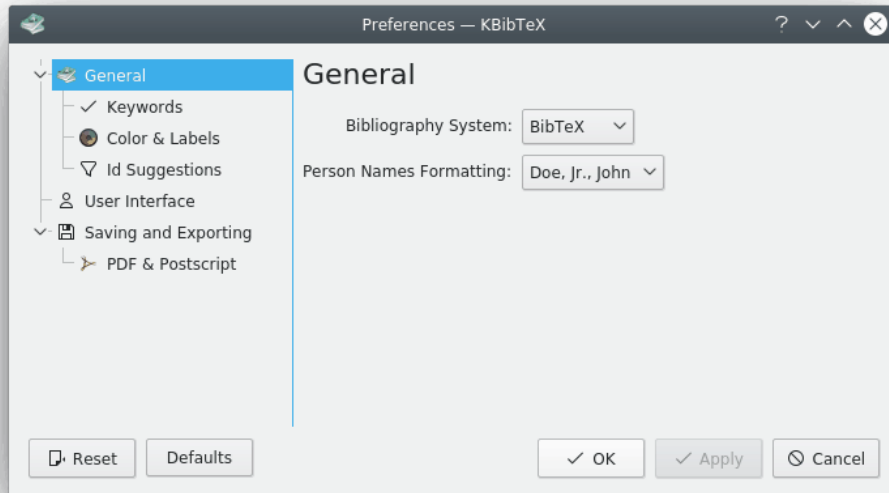 Preferences — KBibTeX
General
Keywords
Color & Labels
Id Suggestions
User Interface
Saving and Exporting
PDF & Postscript
General
Bibliography System: BibTeX
Person Names Formatting: Doe, Jr., John
Reset Defaults OK Apply Cancel